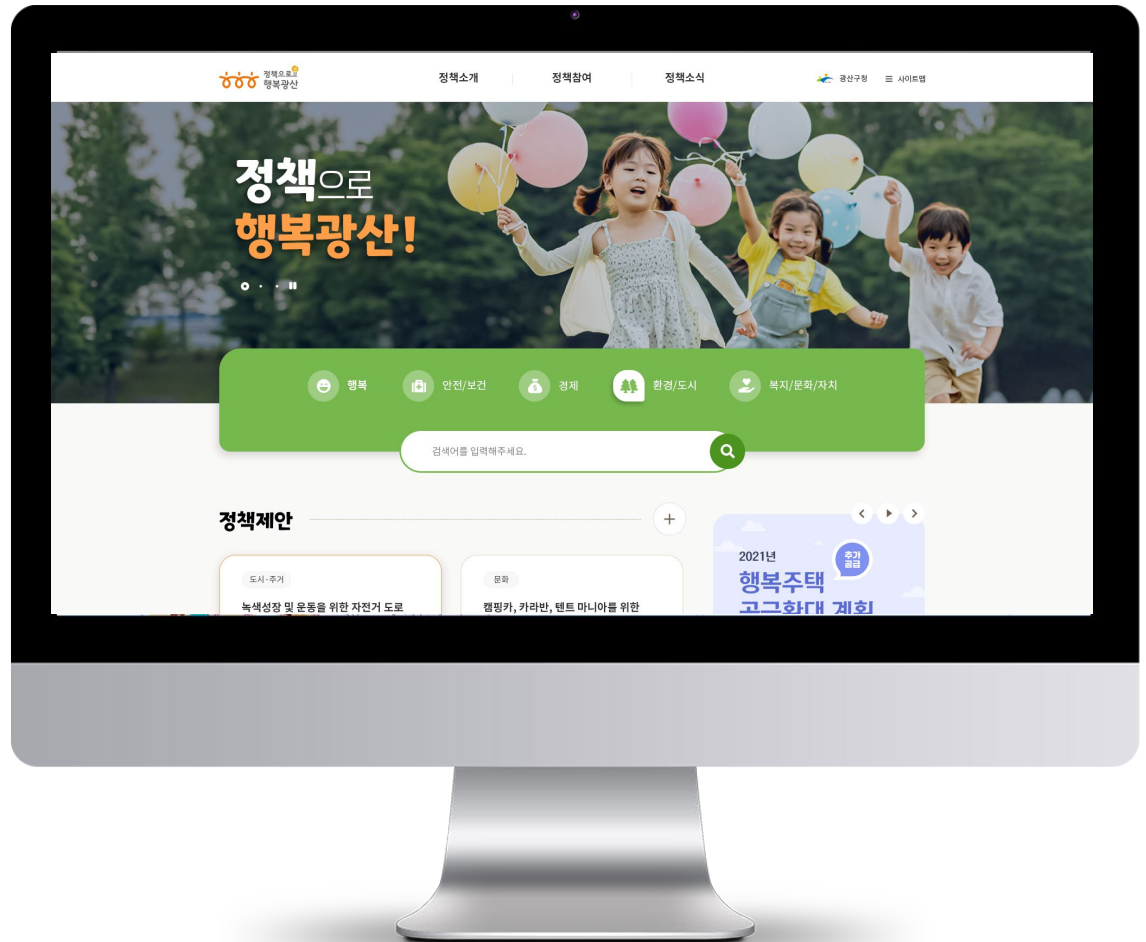 정책으로
행복광산
정책소개
정책참여
정책소식
광산구청
사이트맵
정책으로
행복광산!
행복
안전/보건
경제
환경/도시
복지/문화/자치
검색어를 입력해주세요.
정책제안
도시·주거
녹색성장 및 운동을 위한 자전거 도로
문화
캠핑카, 카라반, 텐트 마니아를 위한
2021년
추가
공급
행복주택
공급확대 계획